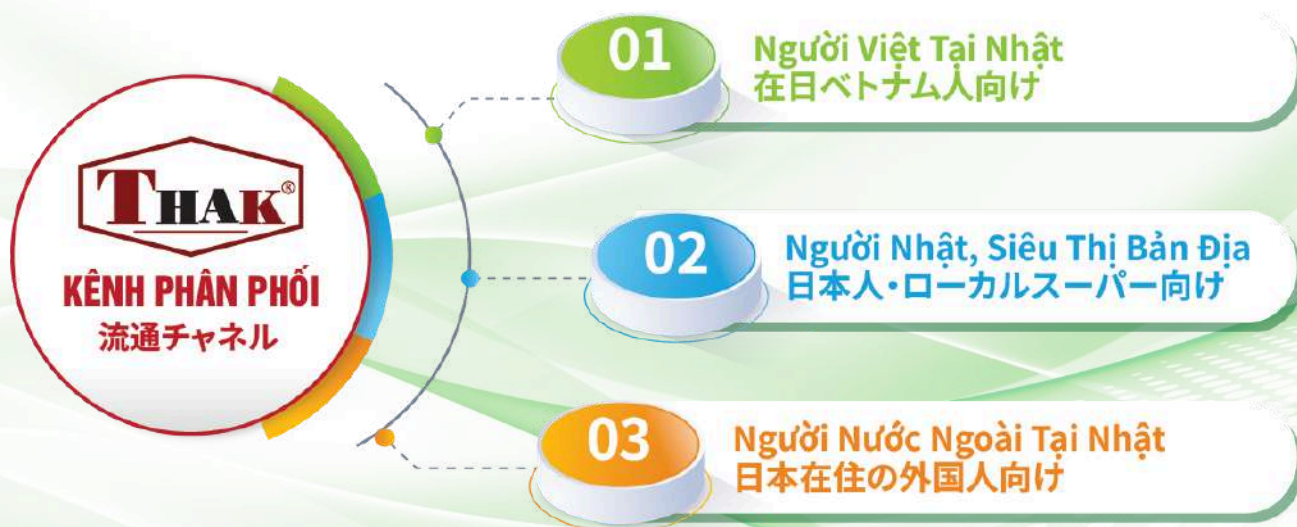 THAK®
KÊNH PHÂN PHỐI
流通チャネル
01
Người Việt Tại Nhật
在日ベトナム人向け
02
Người Nhật, Siêu Thị Bản Địa
日本人・ローカルスーパー向け
03
Người Nước Ngoài Tại Nhật
日本在住の外国人向け